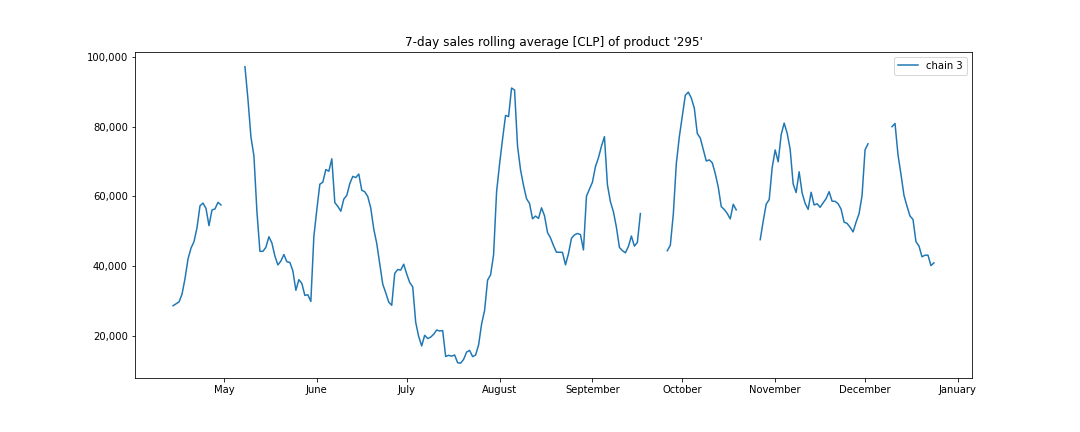 7-day sales rolling average [CLP] of product '295'
chain 3
100,000
80,000
60,000
40,000
20,000
May June July August September October November December January